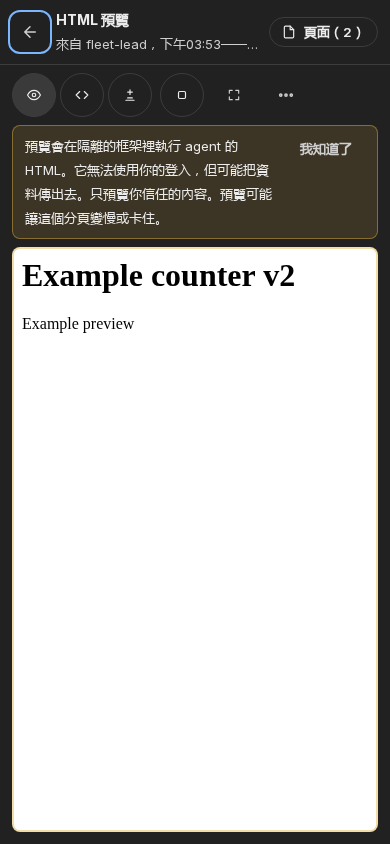 HTML 預覽
來自 fleet-lead，下午03:53——…
頁面（2）
預覽會在隔離的框架裡執行 agent 的
HTML。它無法使用你的登入，但可能把資
料傳出去。只預覽你信任的內容。預覽可能
讓這個分頁變慢或卡住。
我知道了
Example counter v2
Example preview